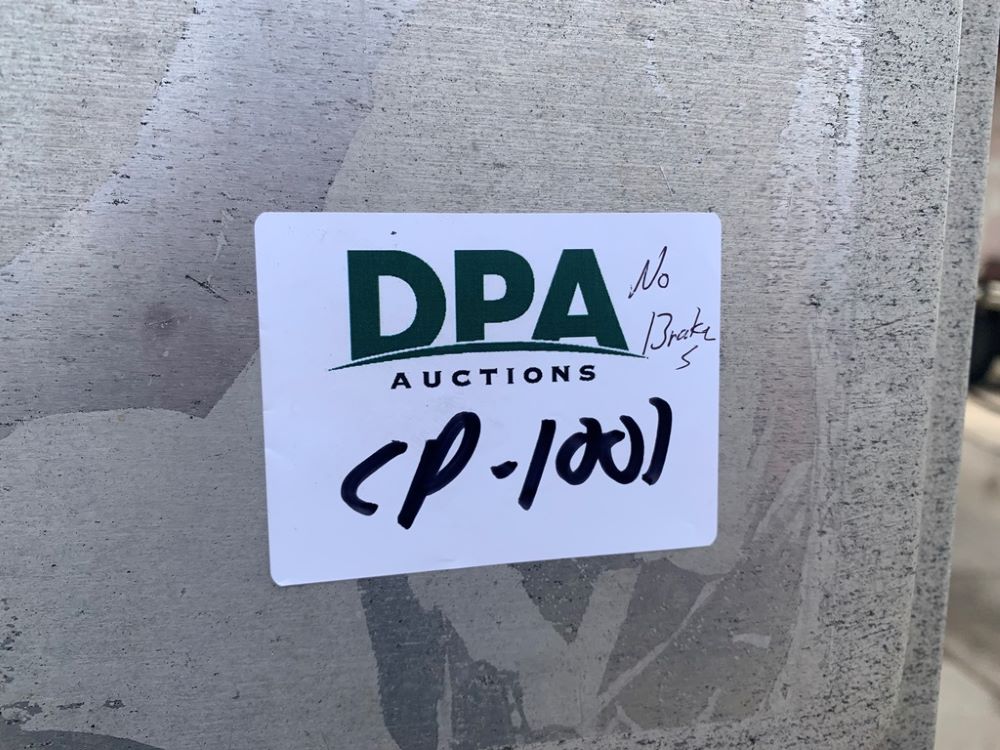 DPA
AUCTIONS
No
Brake
s
CP-1001